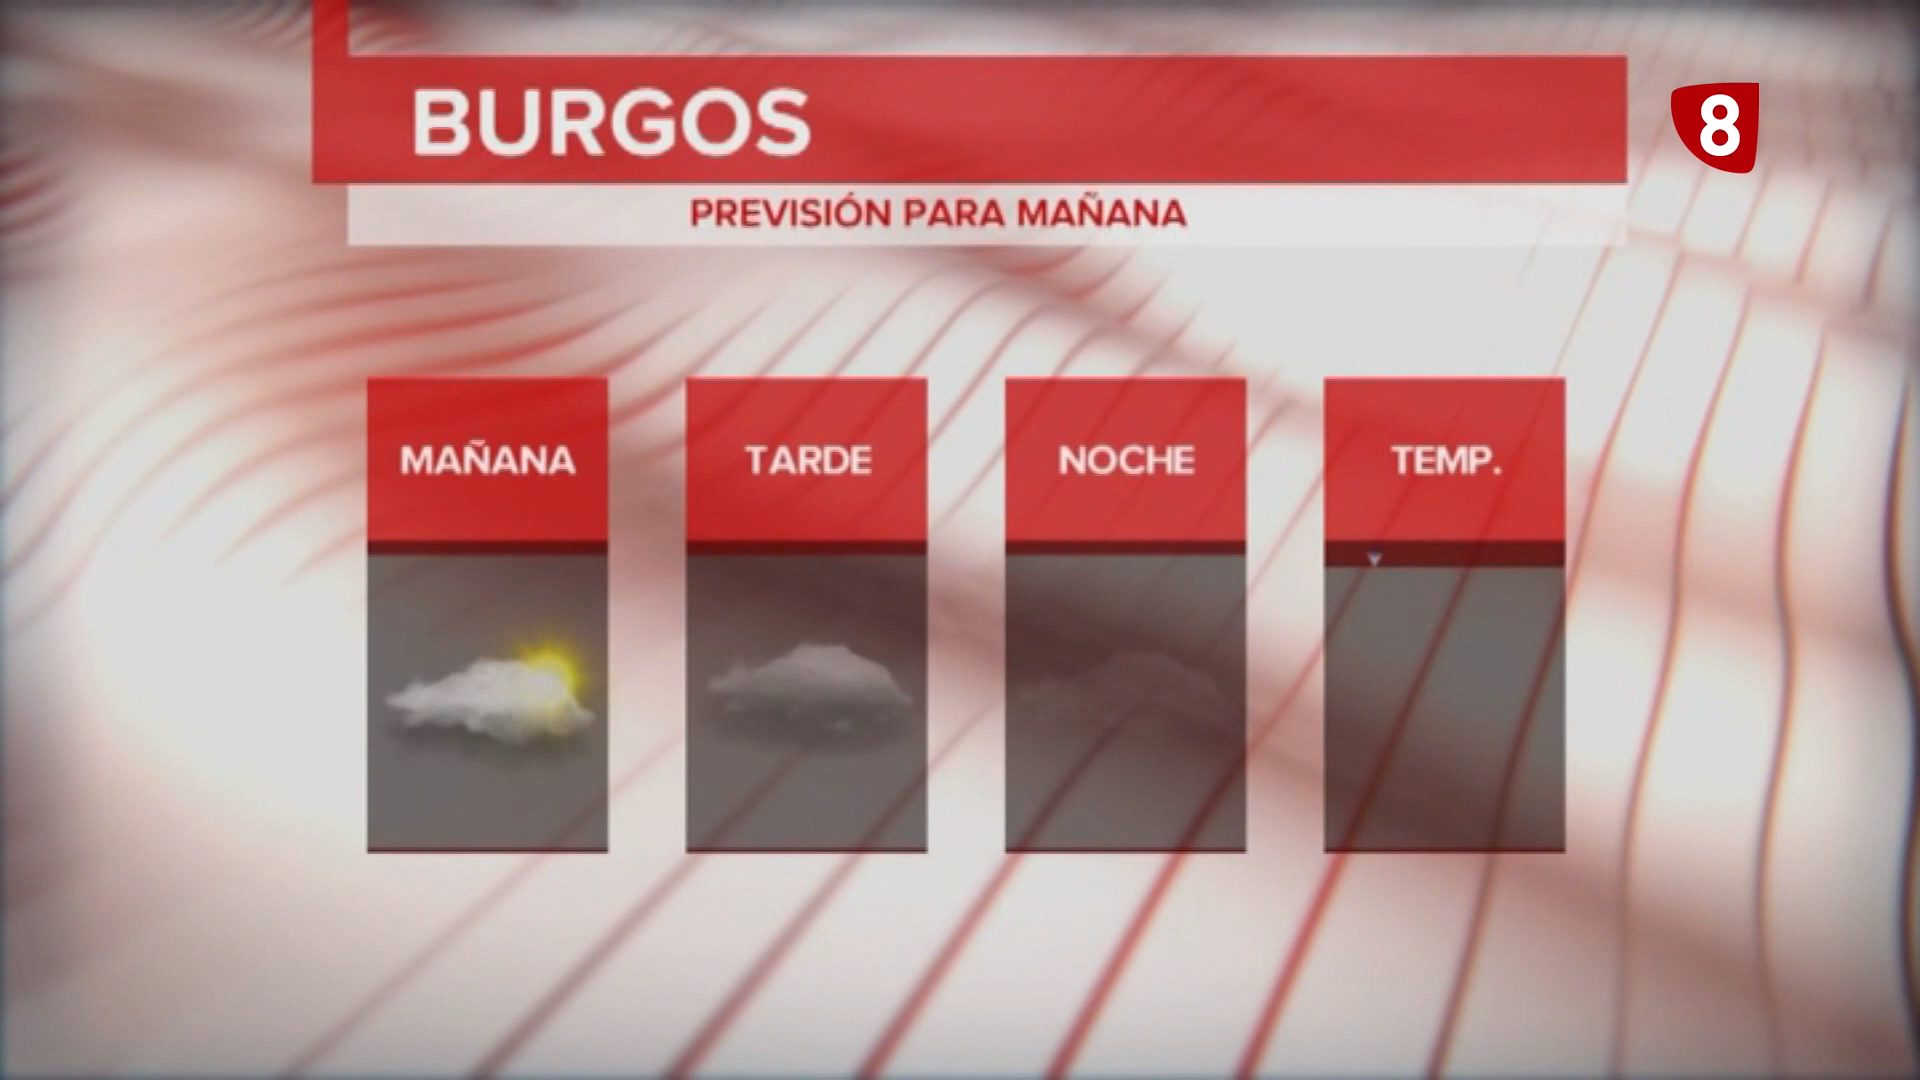 BURGOS
8
PREVISIÓN PARA MAÑANA
MAÑANA
TARDE
NOCHE
TEMP.